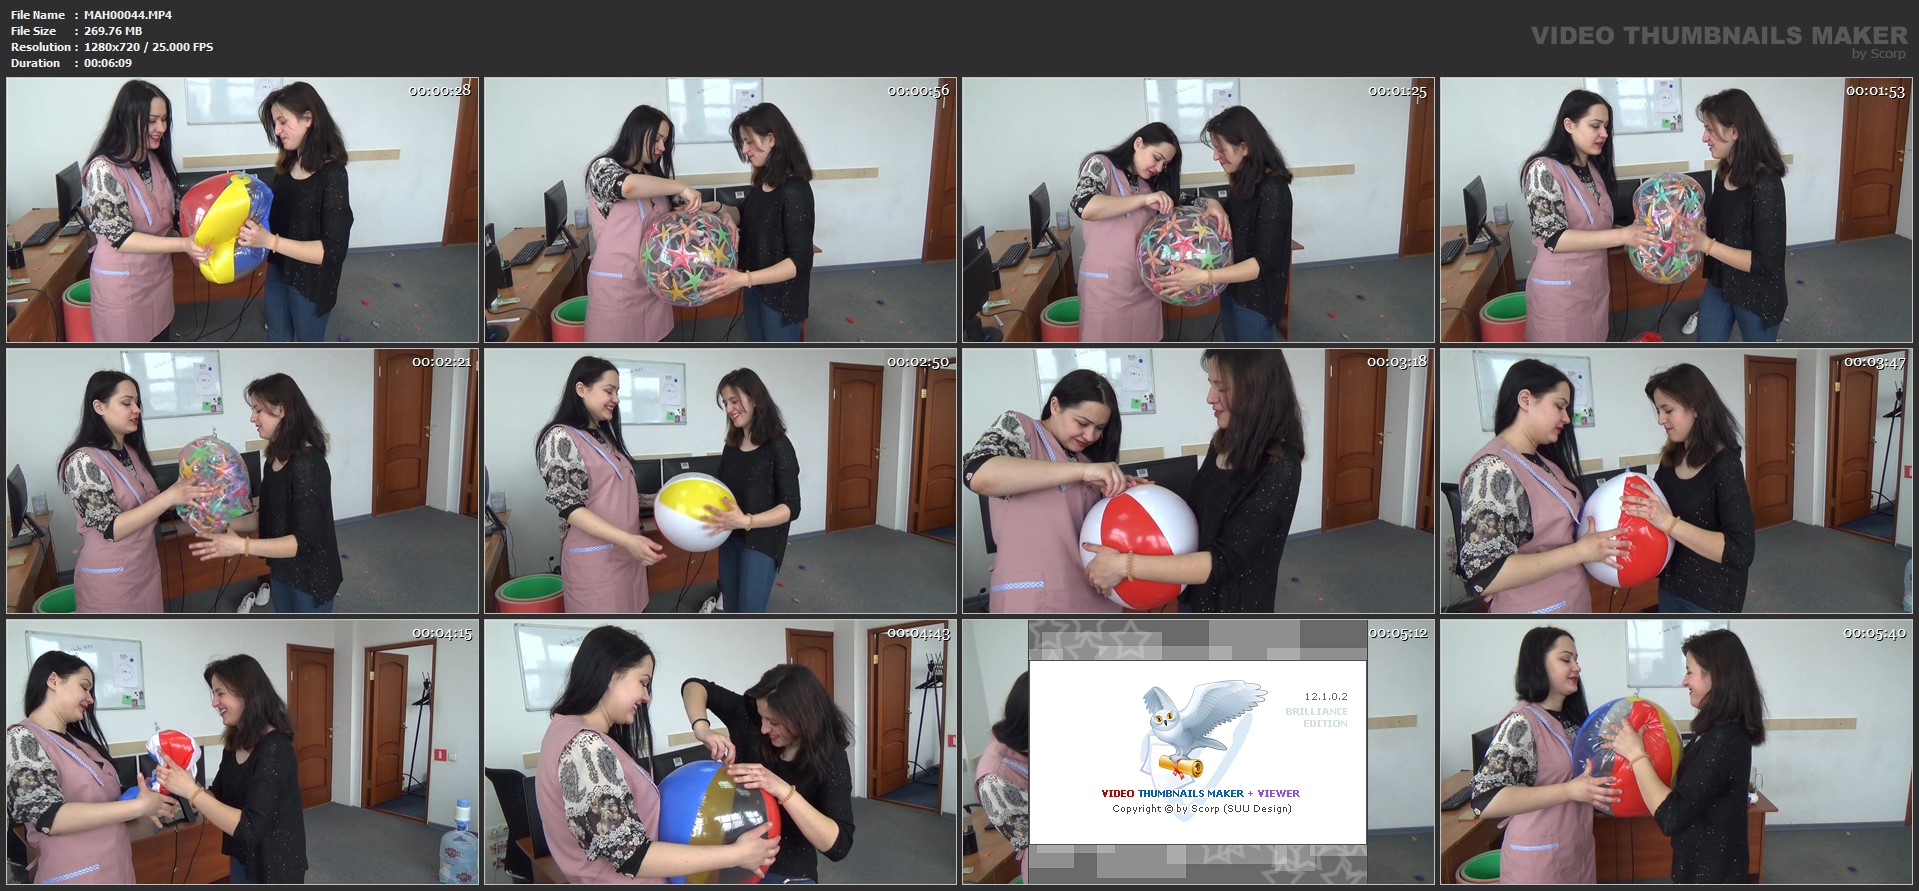 File Name : MAH00044.MP4
File Size : 269.76 MB
Resolution : 1280x720 / 25.000 FPS
Duration : 00:06:09
VIDEO THUMBNAILS MAKER
by Scorp
00:00:28
00:00:56
00:01:25
00:01:53
00:02:21
00:02:50
00:03:18
00:03:47
00:04:15
00:04:43
00:05:12
00:05:40
12.1.0.2
BRILLIANCE
EDITION
VIDEO THUMBNAILS MAKER + VIEWER
Copyright © by Scorp (SUU Design)